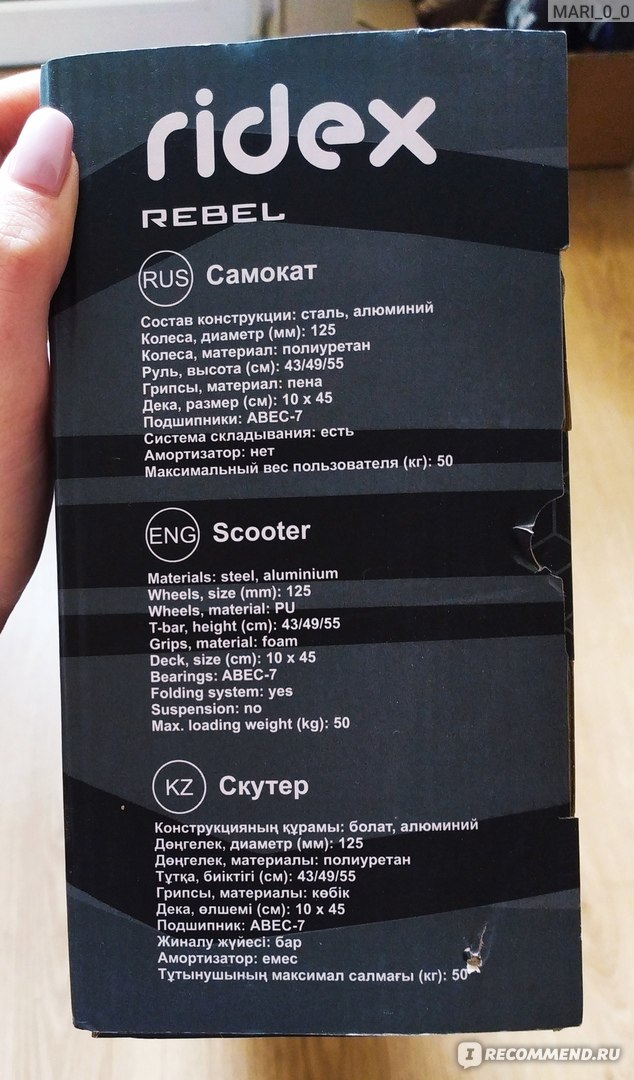 MARI_0_0
ridex
REBEL
RUS Самокат
Состав конструкции: сталь, алюминий
Колеса, диаметр (мм): 125
Колеса, материал: полиуретан
Руль, высота (см): 43/49/55
Грипсы, материал: пена
Дека, размер (см): 10 x 45
Подшипники: ABEC-7
Система складывания: есть
Амортизатор: нет
Максимальный вес пользователя (кг): 50
ENG Scooter
Materials: steel, aluminium
Wheels, size (mm): 125
Wheels, material: PU
T-bar, height (cm): 43/49/55
Grips, material: foam
Deck, size (cm): 10 x 45
Bearings: ABEC-7
Folding system: yes
Suspension: no
Max. loading weight (kg): 50
KZ Скутер
Конструкцияның құрамы: болат, алюминий
Дөңгелек, диаметр (мм): 125
Дөңгелек, материалы: полиуретан
Тұтқа, биіктігі (см): 43/49/55
Грипсы, материалы: көбік
Дека, өлшемі (см): 10 x 45
Подшипник: ABEC-7
Жиналу жүйесі: бар
Амортизатор: емес
Тұтынушының максимал салмағы (кг): 50
I RECOMMEND.RU